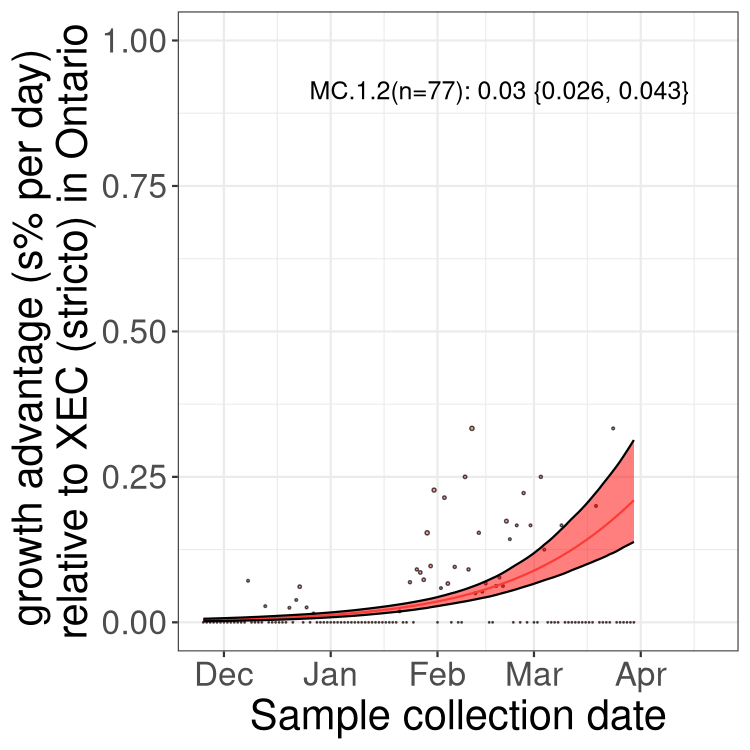 growth advantage (s% per day)
relative to XEC (stricto) in Ontario
1.00
0.75
0.50
0.25
0.00
MC.1.2(n=77): 0.03 {0.026, 0.043}
Dec Jan Feb Mar Apr
Sample collection date